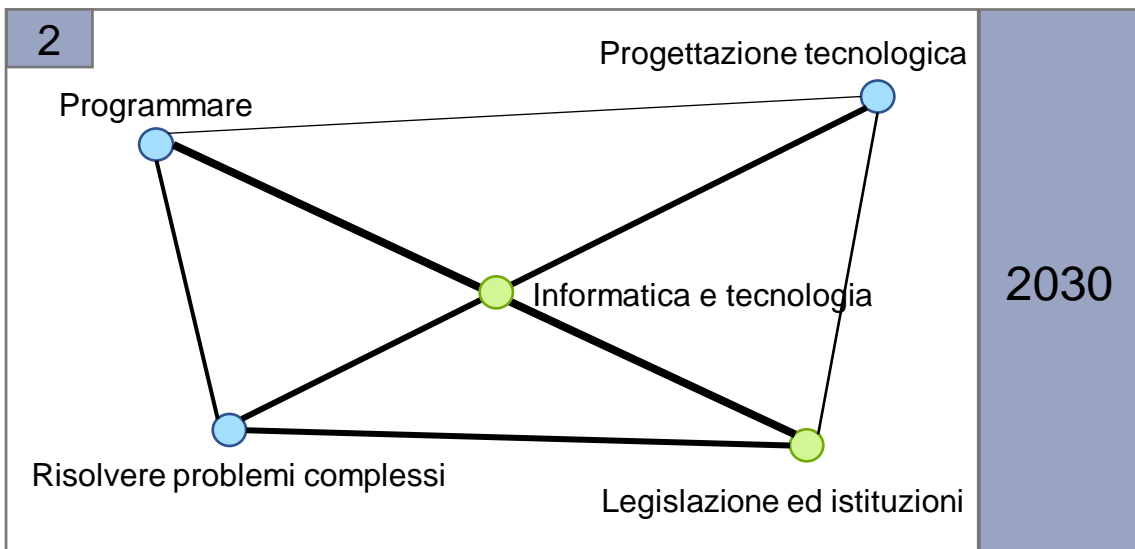 2
Progettazione tecnologica
Programmare
Informatica e tecnologia
2030
Risolvere problemi complessi
Legislazione ed istituzioni